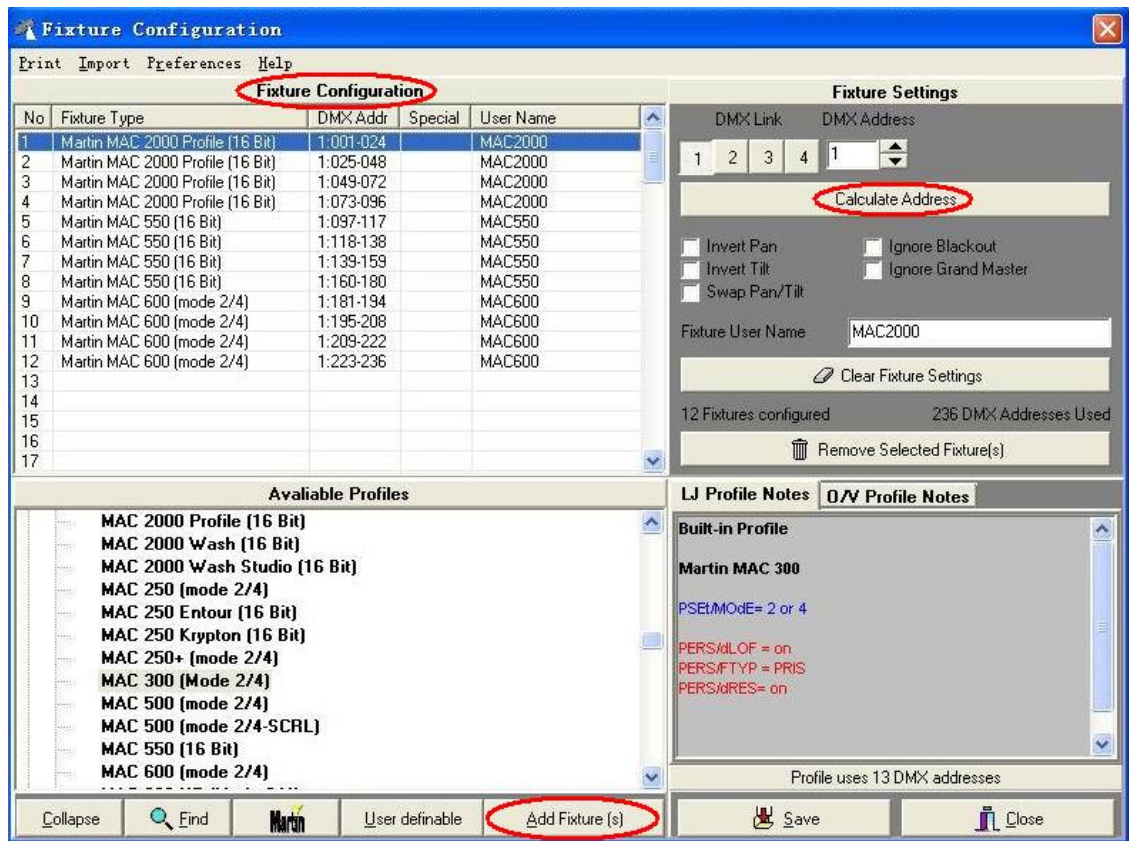 Fixture Configuration
Print Import Preferences Help
Fixture Configuration
No Fixture Type DMX Addr Special User Name
1 Martin MAC 2000 Profile (16 Bit) 1:001-024 MAC2000
2 Martin MAC 2000 Profile (16 Bit) 1:025-048 MAC2000
3 Martin MAC 2000 Profile (16 Bit) 1:049-072 MAC2000
4 Martin MAC 2000 Profile (16 Bit) 1:073-096 MAC2000
5 Martin MAC 550 (16 Bit) 1:097-117 MAC550
6 Martin MAC 550 (16 Bit) 1:118-138 MAC550
7 Martin MAC 550 (16 Bit) 1:139-159 MAC550
8 Martin MAC 550 (16 Bit) 1:160-180 MAC550
9 Martin MAC 600 (mode 2/4) 1:181-194 MAC600
10 Martin MAC 600 (mode 2/4) 1:195-208 MAC600
11 Martin MAC 600 (mode 2/4) 1:209-222 MAC600
12 Martin MAC 600 (mode 2/4) 1:223-236 MAC600
13
14
15
16
17
Fixture Settings
DMX Link DMX Address
1 2 3 4 1
Calculate Address
Invert Pan Ignore Blackout
Invert Tilt Ignore Grand Master
Swap Pan/Tilt
Fixture User Name MAC2000
Clear Fixture Settings
12 Fixtures configured 236 DMX Addresses Used
Remove Selected Fixture(s)
Avaliable Profiles
MAC 2000 Profile (16 Bit)
MAC 2000 Wash (16 Bit)
MAC 2000 Wash Studio (16 Bit)
MAC 250 (mode 2/4)
MAC 250 Entour (16 Bit)
MAC 250 Krypton (16 Bit)
MAC 250+ (mode 2/4)
MAC 300 (Mode 2/4)
MAC 500 (mode 2/4)
MAC 500 (mode 2/4-SCRL)
MAC 550 (16 Bit)
MAC 600 (mode 2/4)
Collapse Find Martin User definable Add Fixture (s)
LJ Profile Notes O/V Profile Notes
Built-in Profile
Martin MAC 300
PSEt/MOdE= 2 or 4
PERS/dLOF = on
PERS/FTYP = PRIS
PERS/dRES= on
Profile uses 13 DMX addresses
Save Close